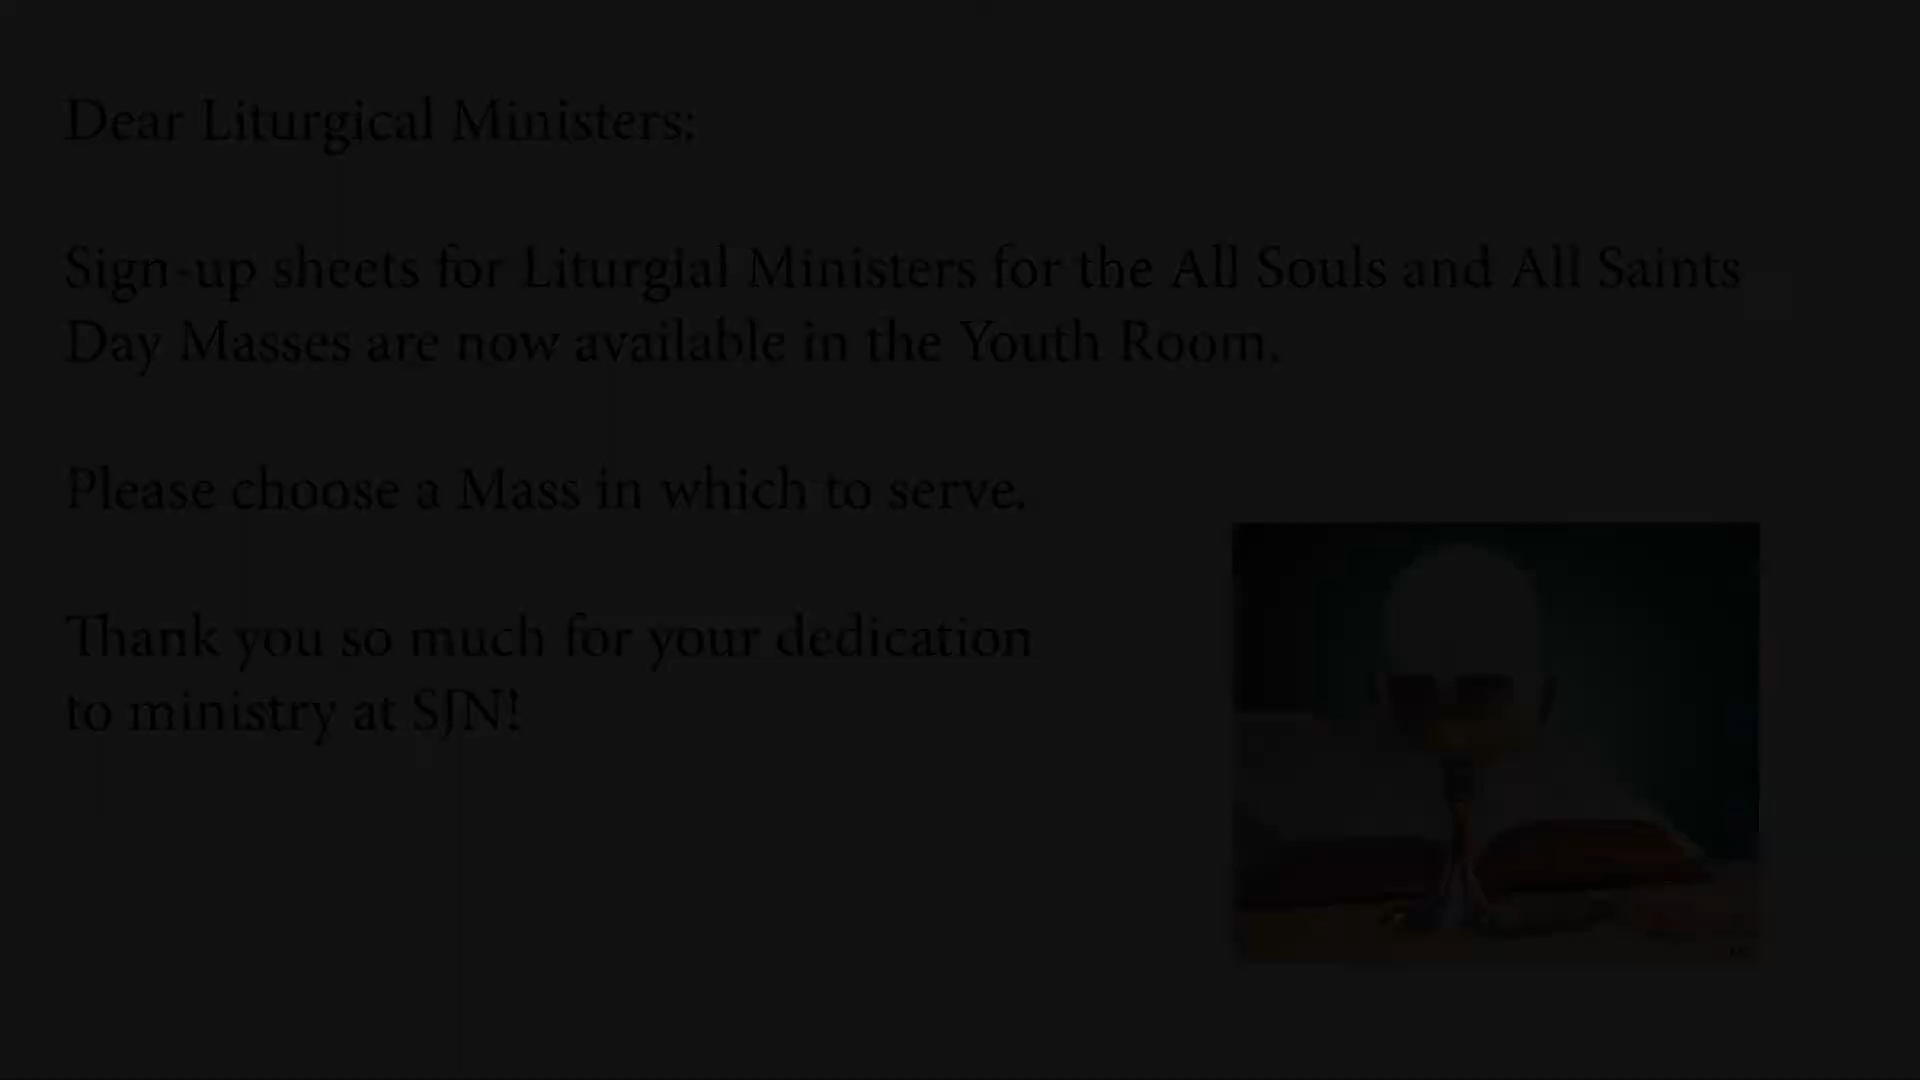 Dear Liturgical Ministers:
Sign-up sheets for Liturgial Ministers for the All Souls and All Saints
Day Masses are now available in the Youth Room.
Please choose a Mass in which to serve.
Thank you so much for your dedication
to ministry at SJN!